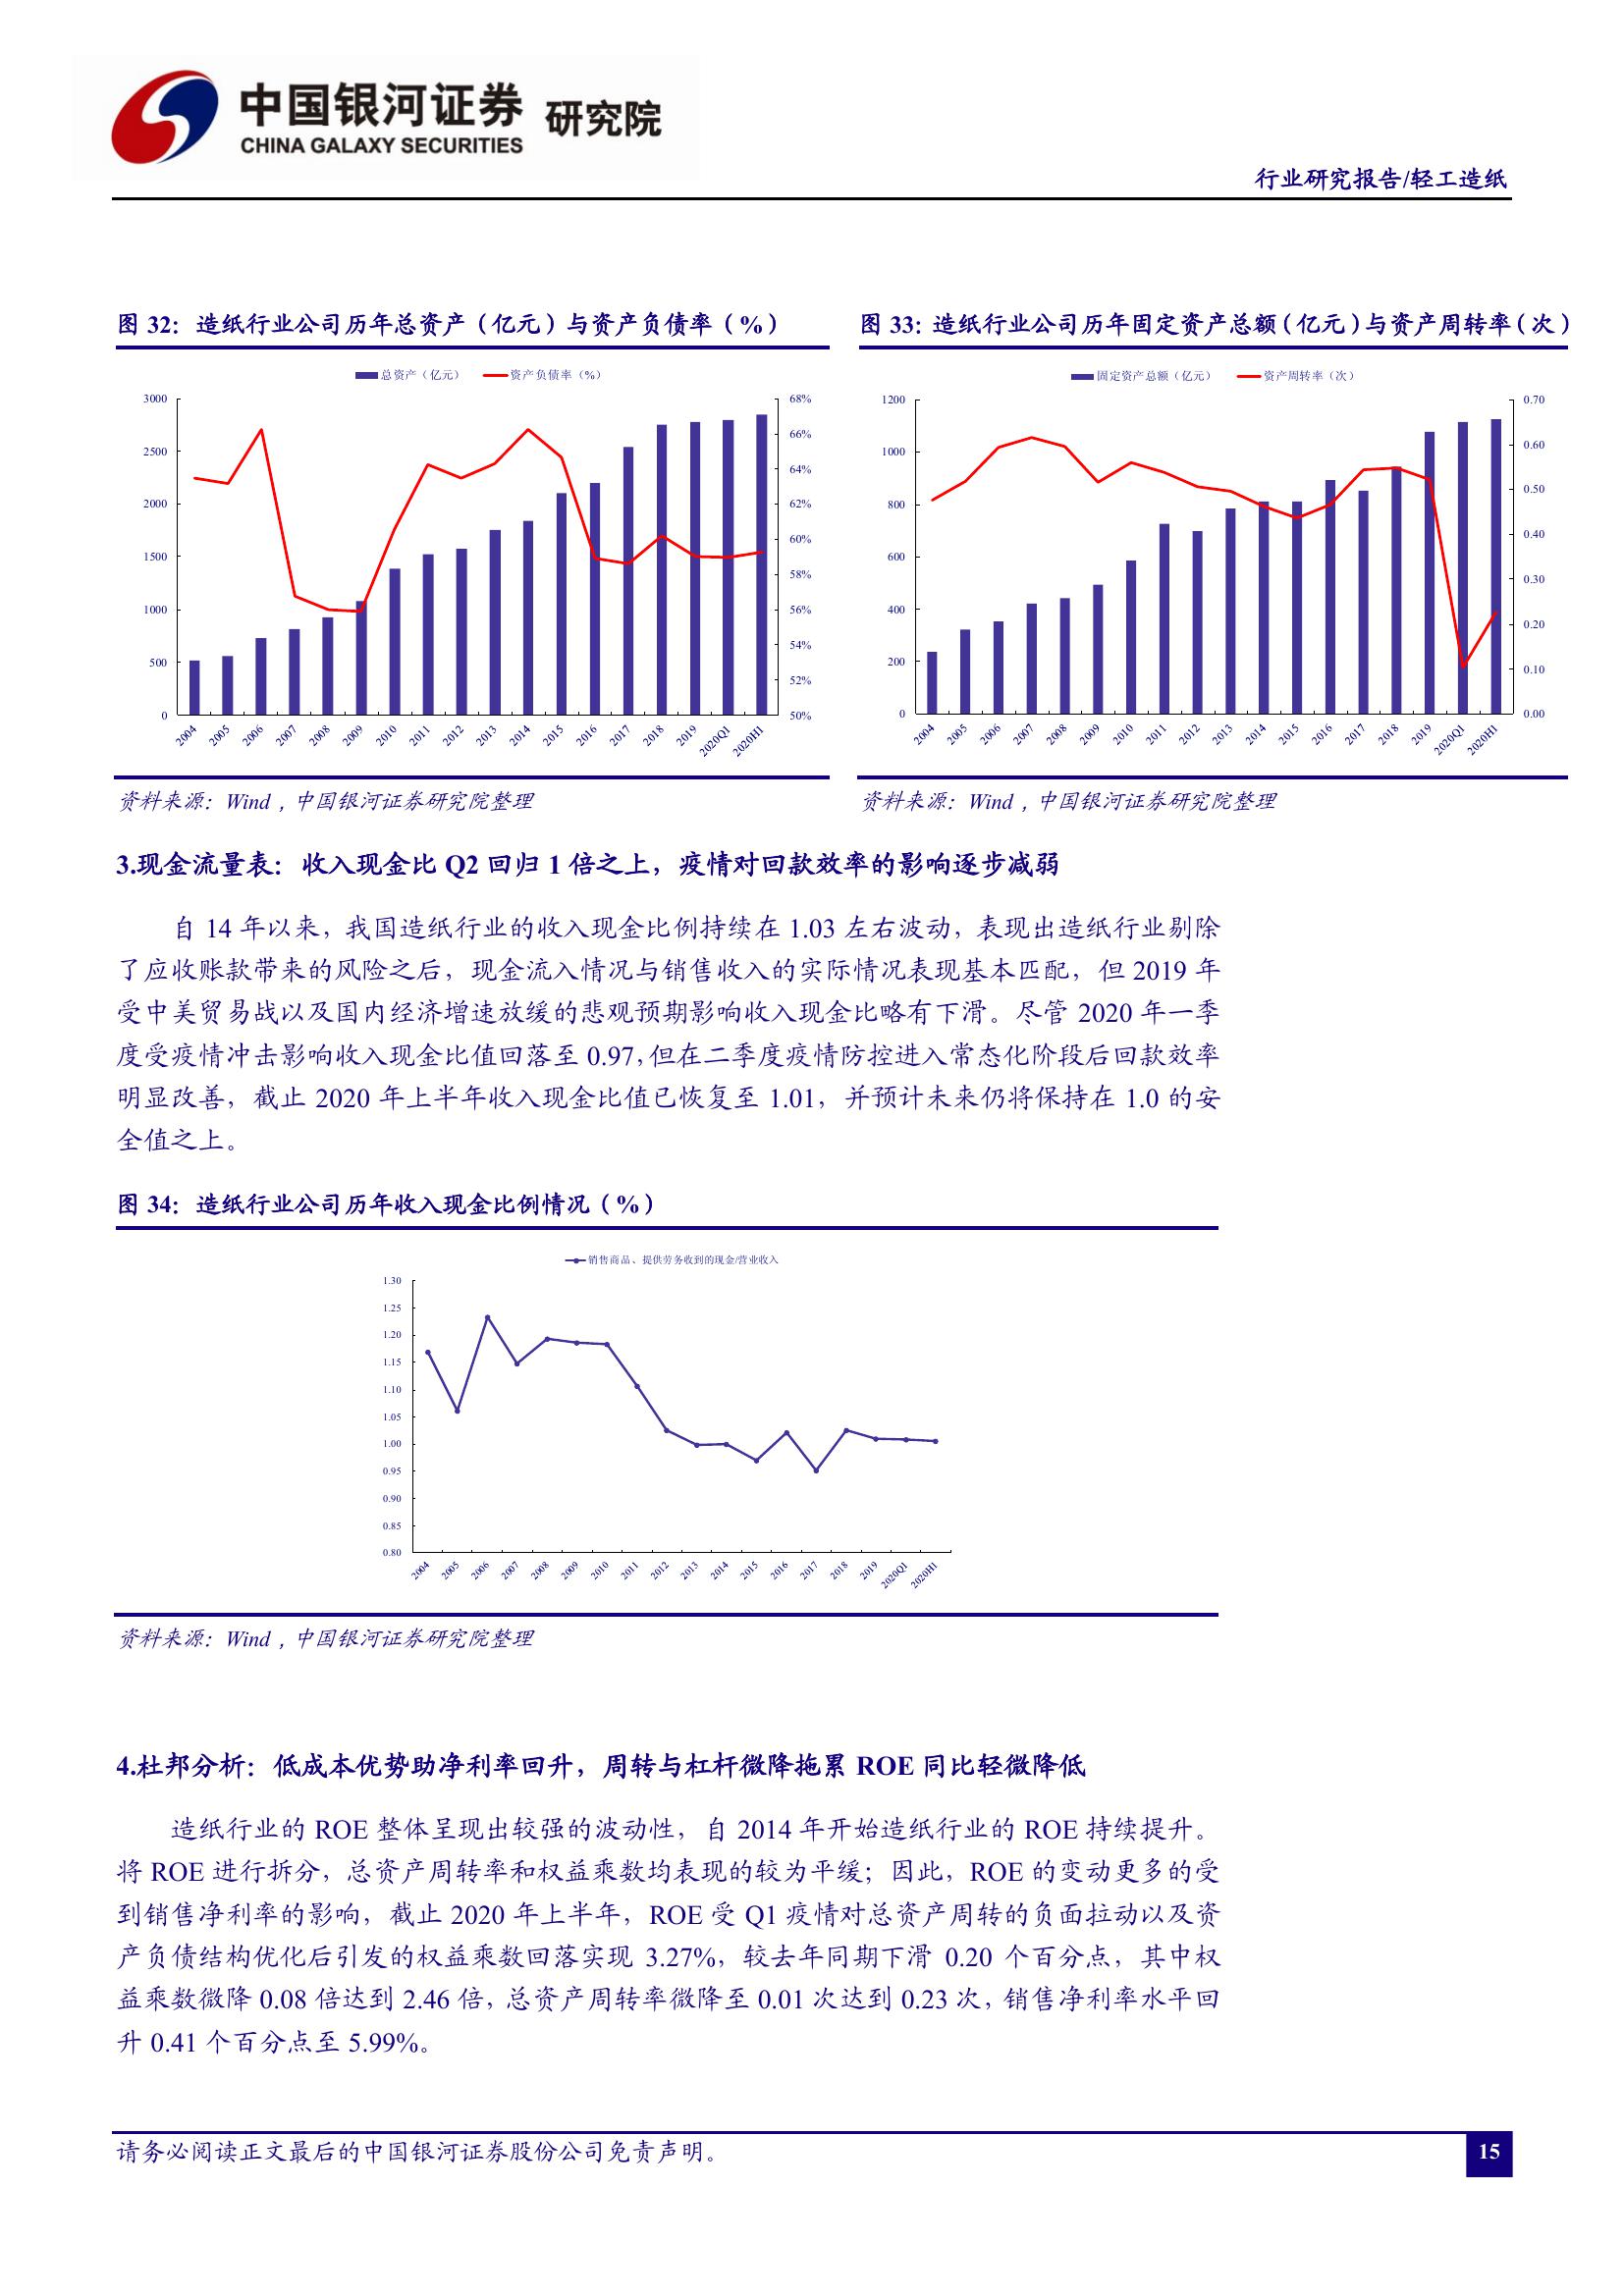 中国银河证券 研究院
CHINA GALAXY SECURITIES
行业研究报告/轻工造纸
图 32：造纸行业公司历年总资产（亿元）与资产负债率（%）
总资产（亿元） 资产负债率（%）
3000
2500
2000
1500
1000
500
0
68%
66%
64%
62%
60%
58%
56%
54%
52%
50%
2004 2005 2006 2007 2008 2009 2010 2011 2012 2013 2014 2015 2016 2017 2018 2019 2020Q1 2020H1
资料来源：Wind，中国银河证券研究院整理
图 33：造纸行业公司历年固定资产总额（亿元）与资产周转率（次）
固定资产总额（亿元） 资产周转率（次）
1200
1000
800
600
400
200
0
0.70
0.60
0.50
0.40
0.30
0.20
0.10
0.00
2004 2005 2006 2007 2008 2009 2010 2011 2012 2013 2014 2015 2016 2017 2018 2019 2020Q1 2020H1
资料来源：Wind，中国银河证券研究院整理
3.现金流量表：收入现金比 Q2 回归 1 倍之上，疫情对回款效率的影响逐步减弱
自 14 年以来，我国造纸行业的收入现金比例持续在 1.03 左右波动，表现出造纸行业剔除
了应收账款带来的风险之后，现金流入情况与销售收入的实际情况表现基本匹配，但 2019 年
受中美贸易战以及国内经济增速放缓的悲观预期影响收入现金比略有下滑。尽管 2020 年一季
度受疫情冲击影响收入现金比值回落至 0.97，但在二季度疫情防控进入常态化阶段后回款效率
明显改善，截止 2020 年上半年收入现金比值已恢复至 1.01，并预计未来仍将保持在 1.0 的安
全值之上。
图 34：造纸行业公司历年收入现金比例情况（%）
销售商品、提供劳务收到的现金/营业收入
1.30
1.25
1.20
1.15
1.10
1.05
1.00
0.95
0.90
0.85
0.80
2004 2005 2006 2007 2008 2009 2010 2011 2012 2013 2014 2015 2016 2017 2018 2019 2020Q1 2020H1
资料来源：Wind，中国银河证券研究院整理
4.杜邦分析：低成本优势助净利率回升，周转与杠杆微降拖累 ROE 同比轻微降低
造纸行业的 ROE 整体呈现出较强的波动性，自 2014 年开始造纸行业的 ROE 持续提升。
将 ROE 进行拆分，总资产周转率和权益乘数均表现的较为平缓；因此，ROE 的变动更多的受
到销售净利率的影响，截止 2020 年上半年，ROE 受 Q1 疫情对总资产周转的负面拉动以及资
产负债结构优化后引发的权益乘数回落实现 3.27%，较去年同期下滑 0.20 个百分点，其中权
益乘数微降 0.08 倍达到 2.46 倍，总资产周转率微降至 0.01 次达到 0.23 次，销售净利率水平回
升 0.41 个百分点至 5.99%。
请务必阅读正文最后的中国银河证券股份公司免责声明。
15